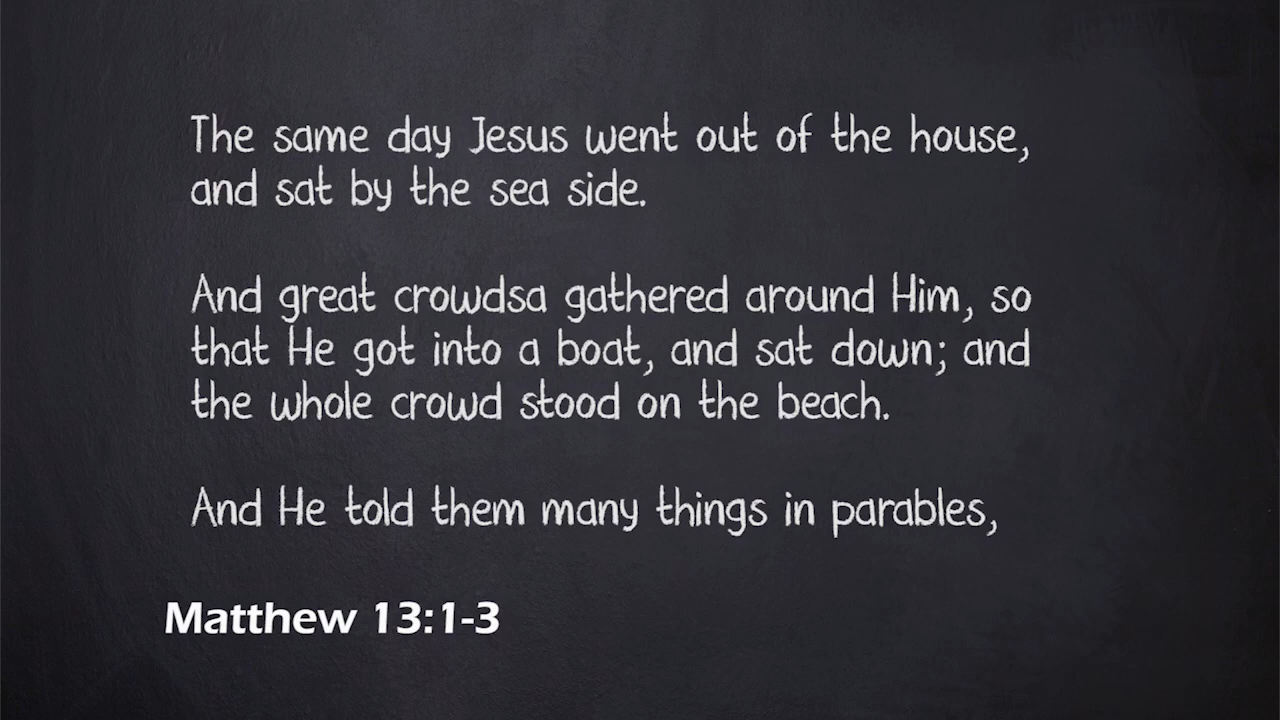 The same day Jesus went out of the house,
and sat by the sea side.
And great crowdsa gathered around Him, so
that He got into a boat, and sat down; and
the whole crowd stood on the beach.
And He told them many things in parables,
Matthew 13:1-3